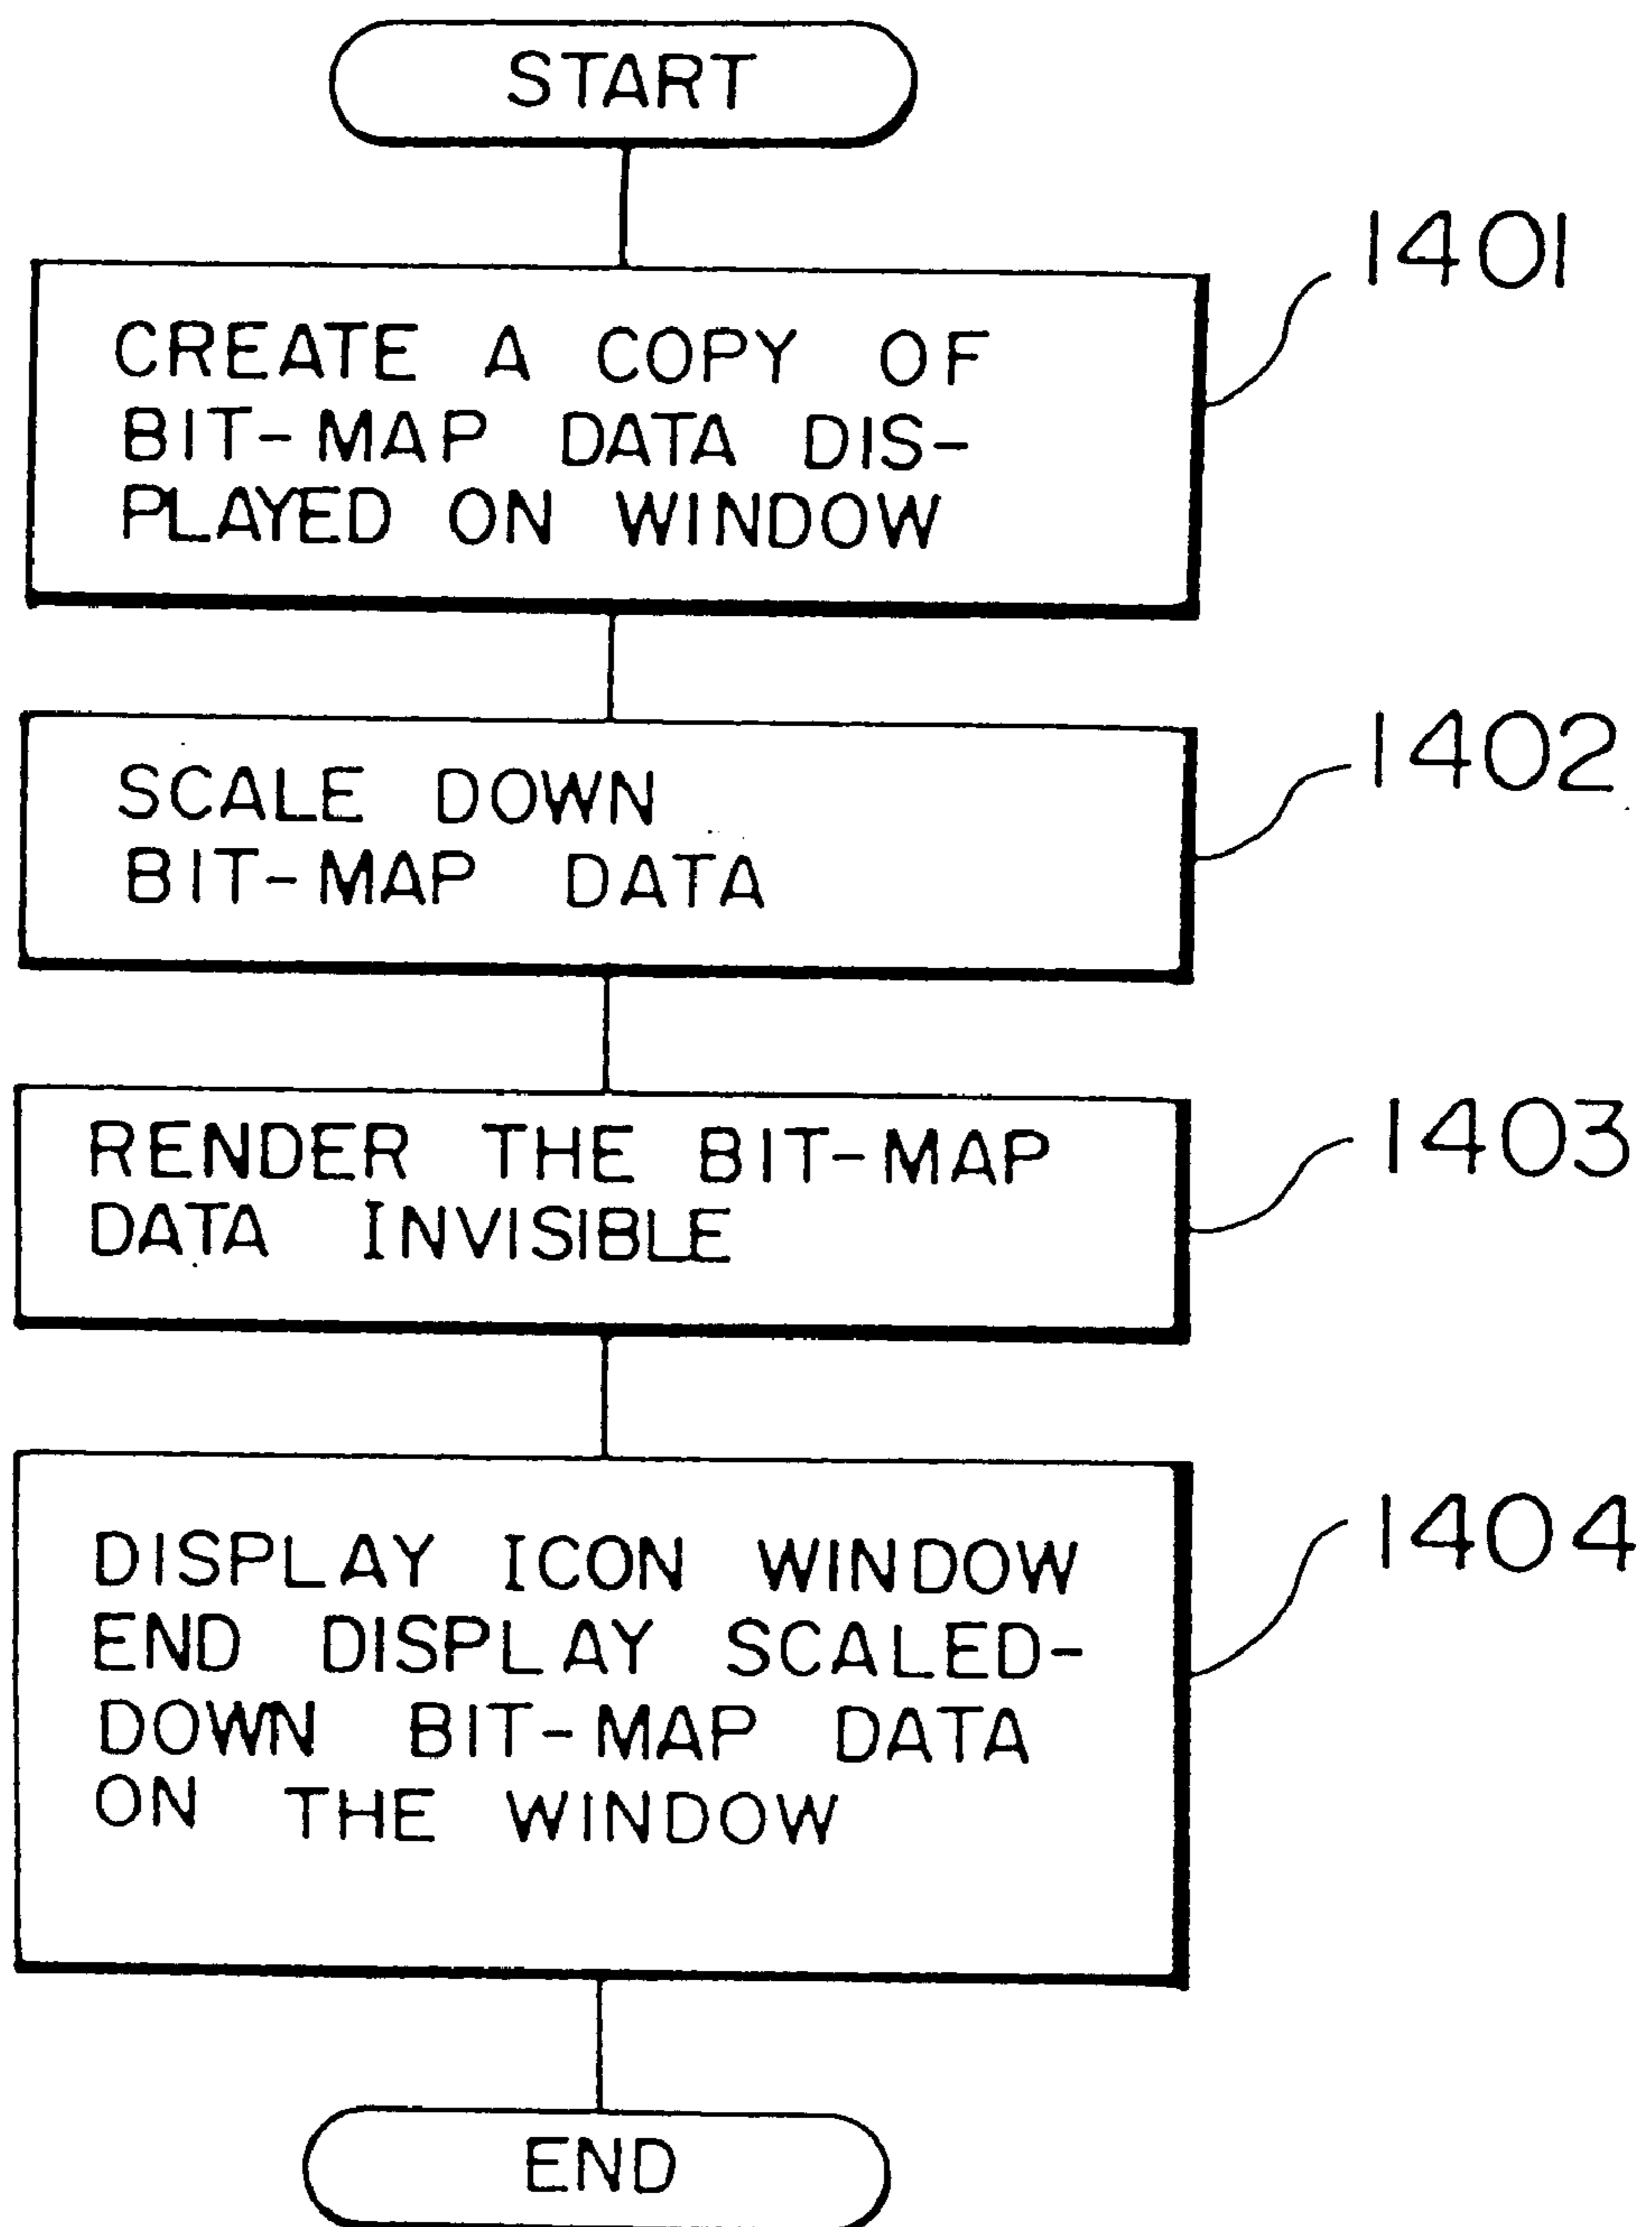 START
1401
CREATE A COPY OF
BIT-MAP DATA DIS-
PLAYED ON WINDOW
1402
SCALE DOWN
BIT-MAP DATA
1403
RENDER THE BIT-MAP
DATA INVISIBLE
1404
DISPLAY ICON WINDOW
END DISPLAY SCALED-
DOWN BIT-MAP DATA
ON THE WINDOW
END